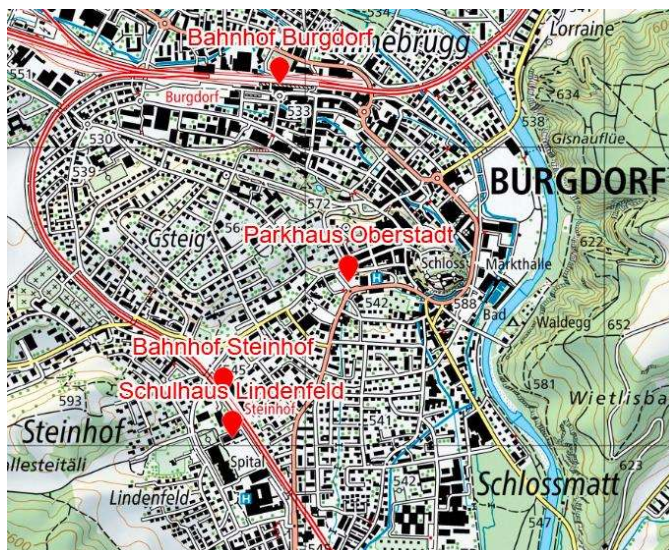 541
Lorraine
Bahnhof Burgdorf
551
634
Burgdorf
533
538
530
Gisnauflüe
539
BURGDORF
572
Gsteig
Parkhaus Oberstadt
622
Schloss
Markthalle
H
542
588
Bad
Waldegg
652
Bahnhof Steinhof
Schulhaus Lindenfeld
581
593
Steinhof
Steinhof
541
Spital
623
542
Schlossmatt
Lindenfeld
H
547
600